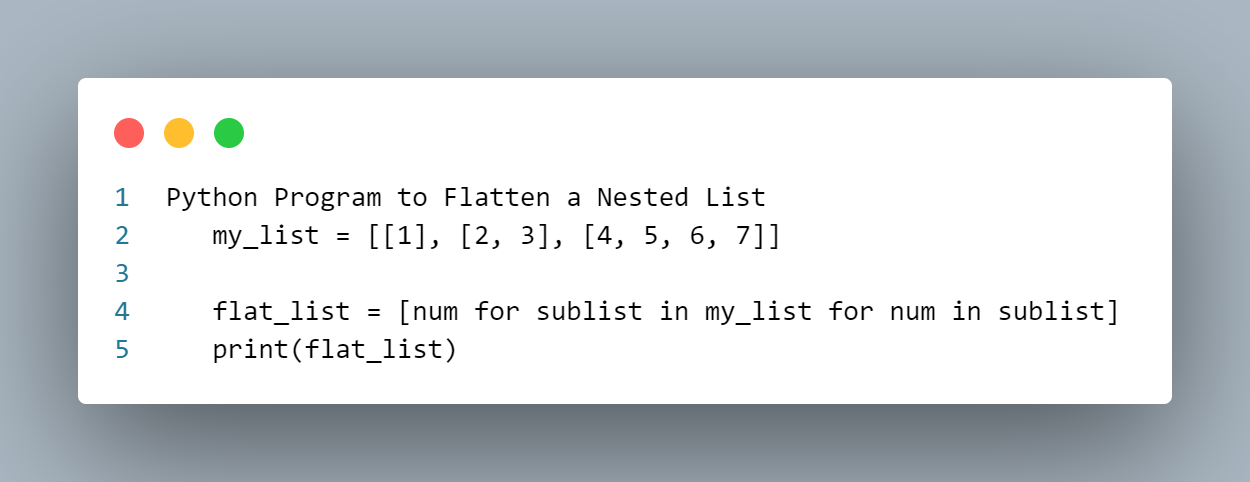 1 Python Program to Flatten a Nested List
2 my_list = [[1], [2, 3], [4, 5, 6, 7]]
3
4 flat_list = [num for sublist in my_list for num in sublist]
5 print(flat_list)